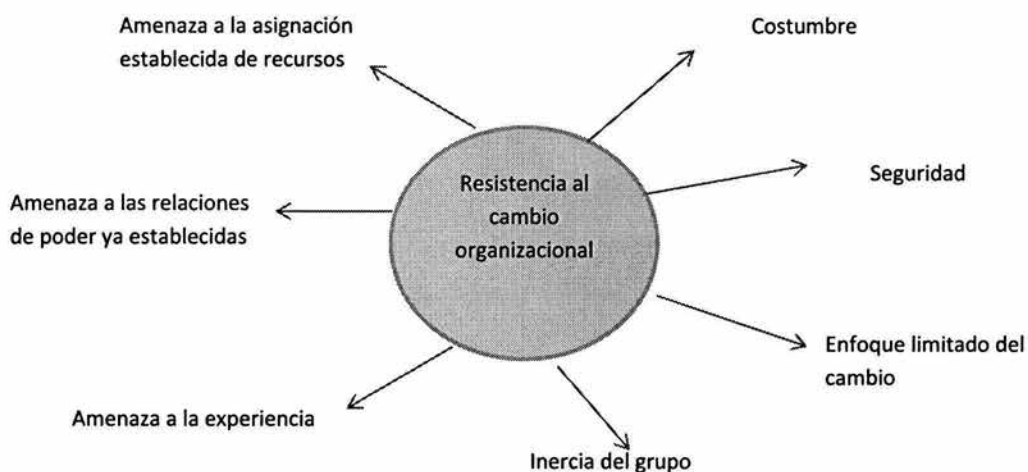 Amenaza a la asignación
establecida de recursos
Costumbre
Resistencia al
cambio
organizacional
Seguridad
Amenaza a las relaciones
de poder ya establecidas
Enfoque limitado del
cambio
Amenaza a la experiencia
Inercia del grupo